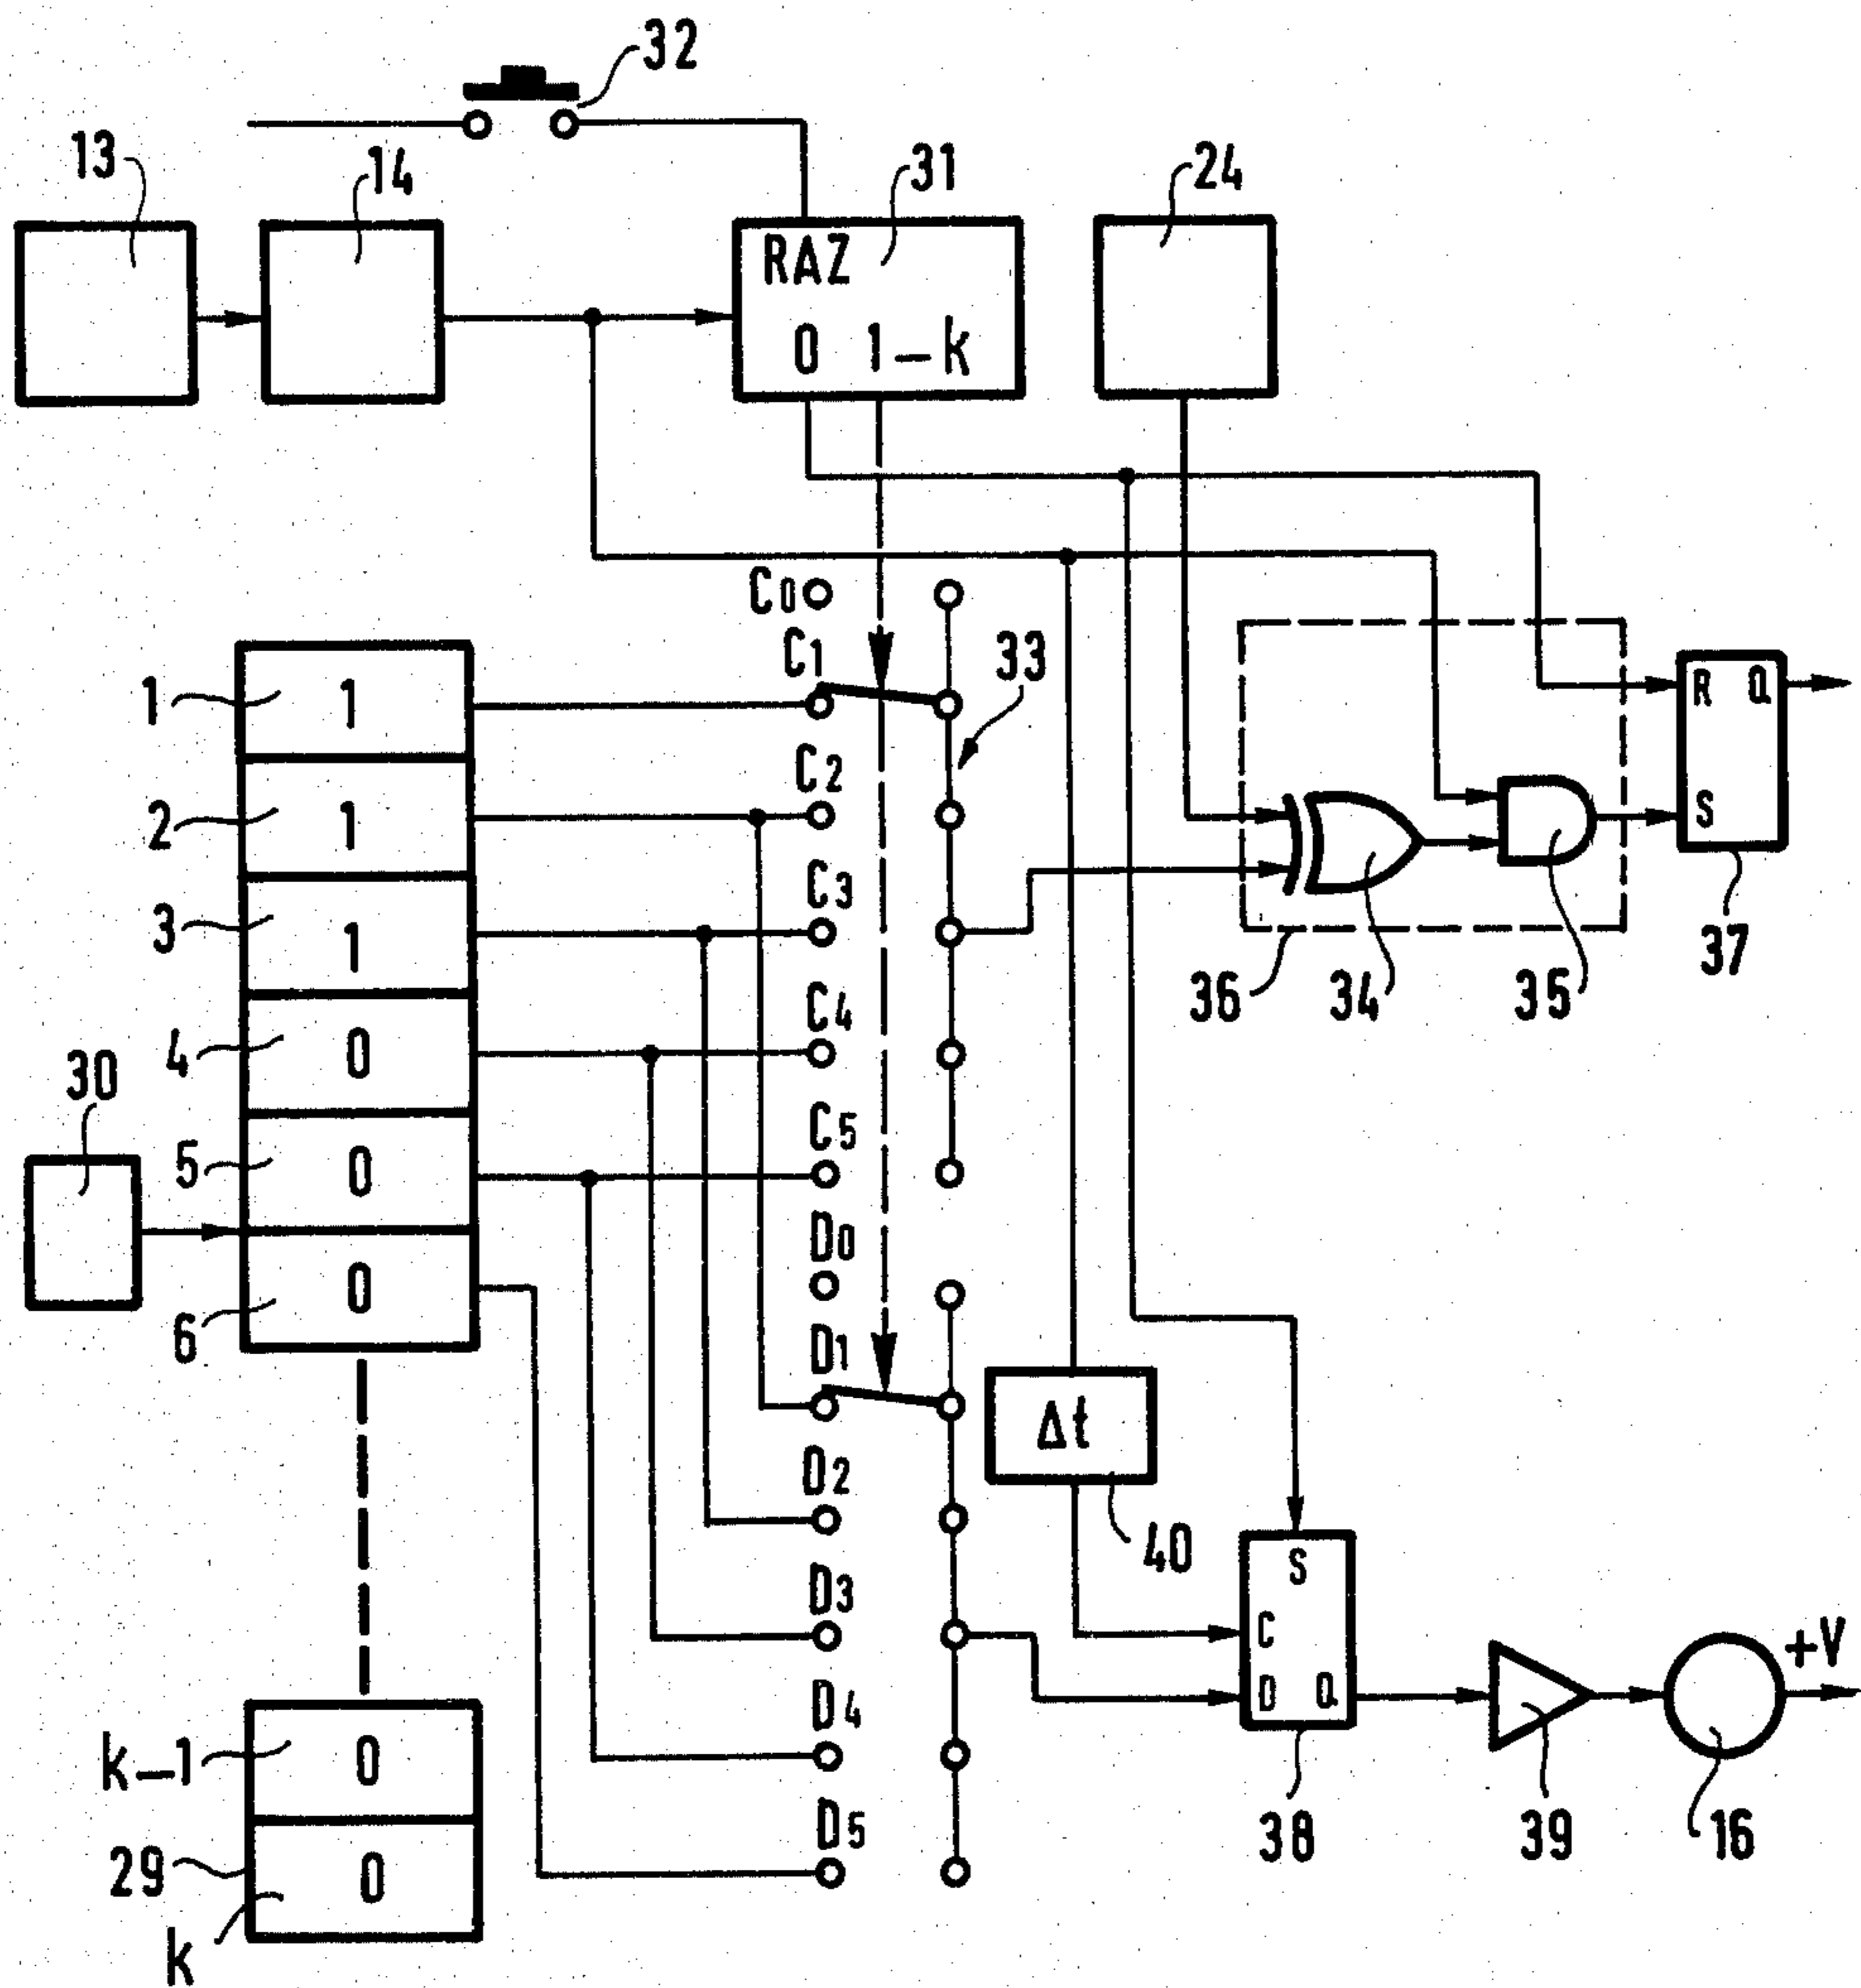 32
13
14
31
24
RAZ
0 1–k
C0
C1
33
1
1
C2
R Q
2
1
S
C3
3
1
37
36
34
35
C4
4
0
30
C5
5
0
D0
6
0
D1
Δt
D2
40
S
D3
C
+V
D Q
D4
k–1
0
38
39
16
D5
29
0
k